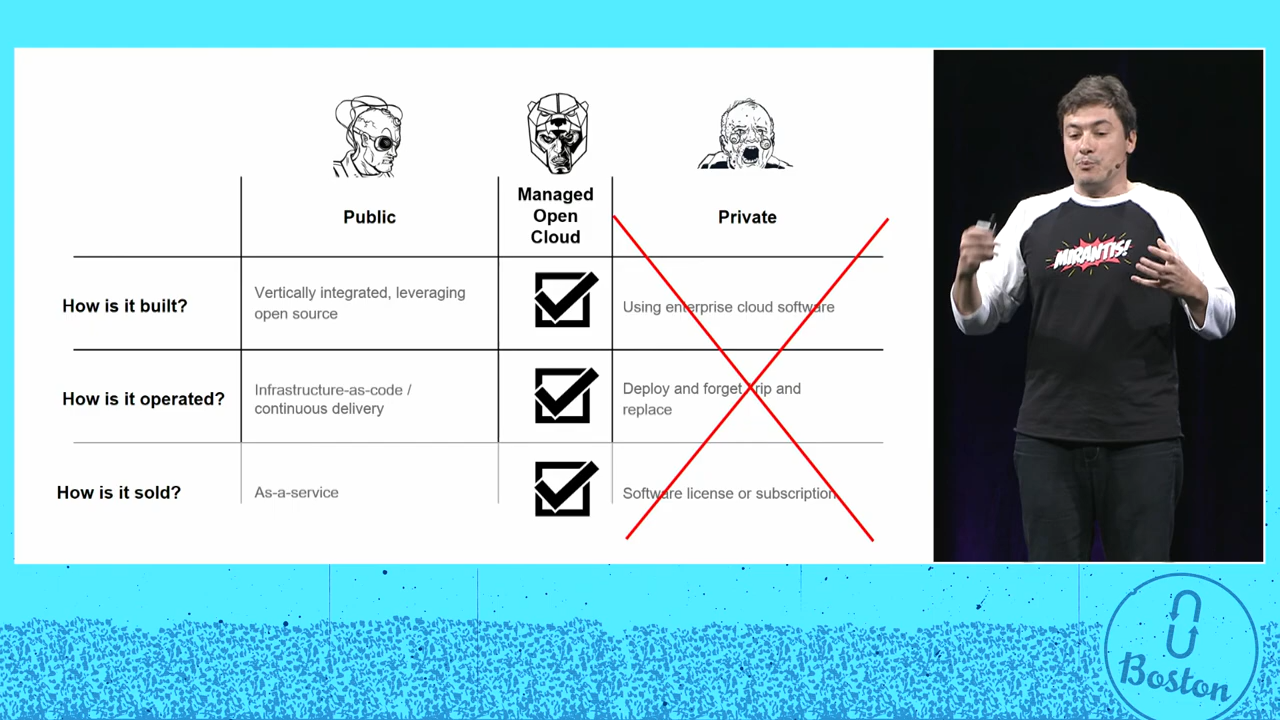 Public
Managed
Open
Cloud
Private
How is it built?
Vertically integrated, leveraging
open source
Using enterprise cloud software
How is it operated?
Infrastructure-as-code /
continuous delivery
Deploy and forget, rip and
replace
How is it sold?
As-a-service
Software license or subscription
MIRANTIS!
Boston